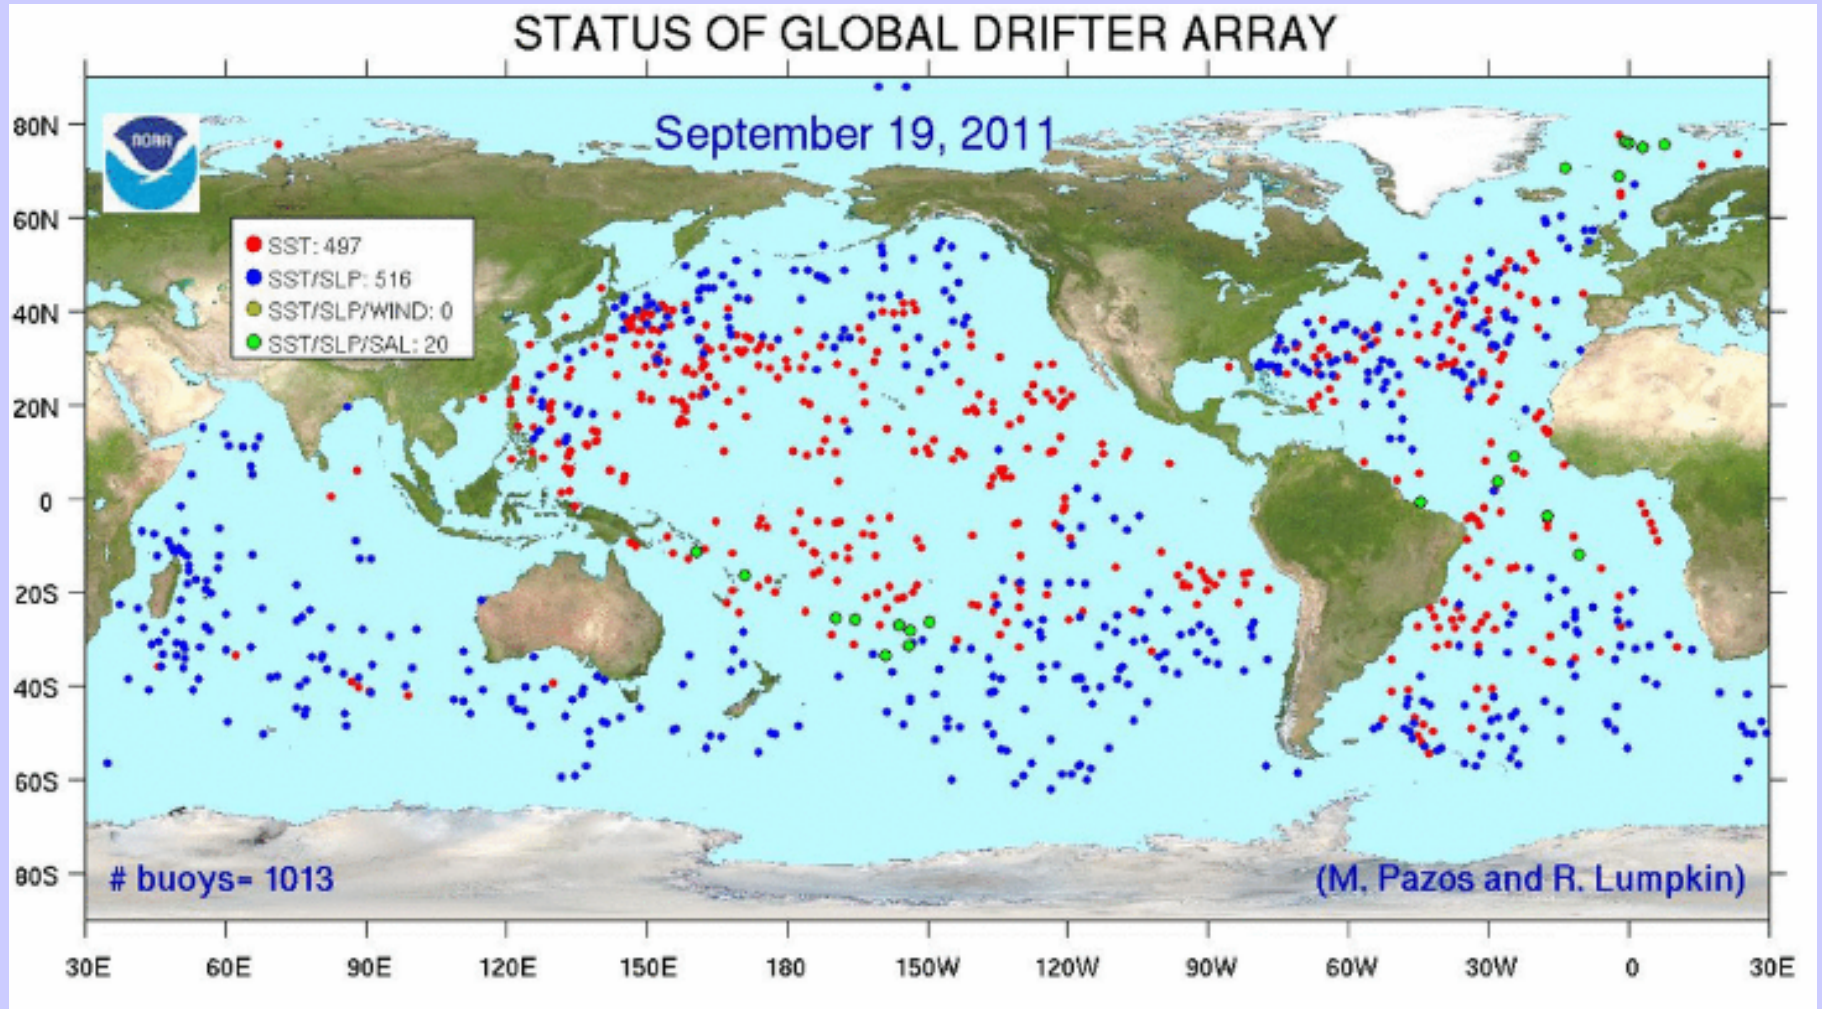 STATUS OF GLOBAL DRIFTER ARRAY
September 19, 2011
NOAA
SST: 497
SST/SLP: 516
SST/SLP/WIND: 0
SST/SLP/SAL: 20
80N
60N
40N
20N
0
20S
40S
60S
80S
# buoys= 1013
(M. Pazos and R. Lumpkin)
30E 60E 90E 120E 150E 180 150W 120W 90W 60W 30W 0 30E